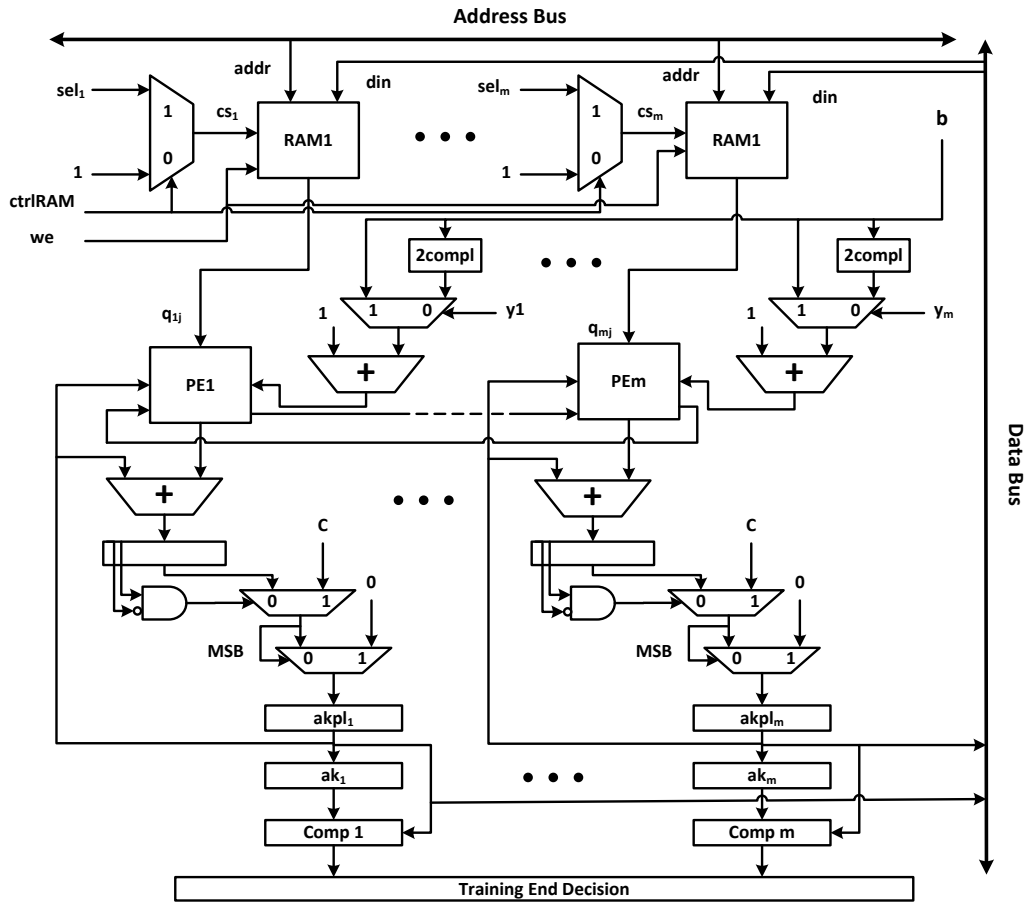 Address Bus
addr
din
addr
din
sel₁
1
cs₁
RAM1
selₘ
1
csₘ
RAM1
b
1
0
1
0
ctrlRAM
we
2compl
2compl
q₁ⱼ
1
1
0
y1
qₘⱼ
1
1
0
yₘ
+
+
PE1
PEm
Data Bus
+
+
C
C
0
0
0
1
0
1
MSB
0
1
MSB
0
1
akpl₁
akplₘ
ak₁
akₘ
Comp 1
Comp m
Training End Decision